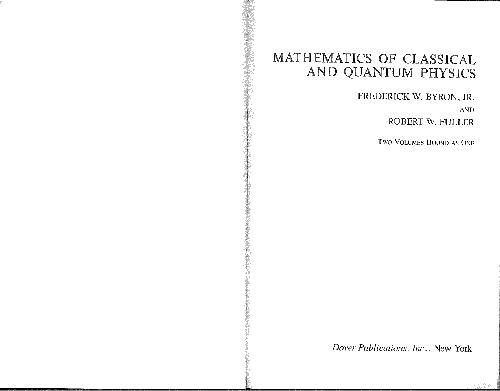 MATHEMATICS OF CLASSICAL
AND QUANTUM PHYSICS
FREDERICK W. BYRON, JR.
AND
ROBERT W. FULLER
TWO VOLUMES BOUND AS ONE
Dover Publications, Inc., New York